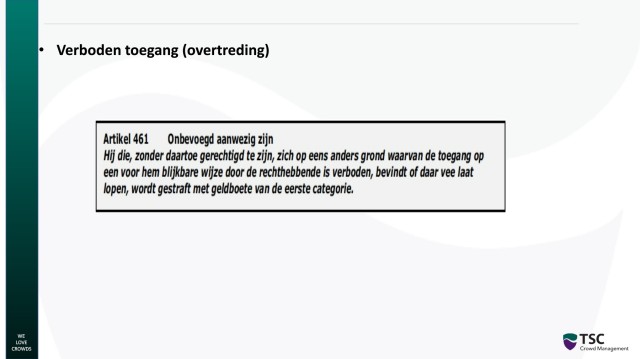 • Verboden toegang (overtreding)
Artikel 461 Onbevoegd aanwezig zijn
Hij die, zonder daartoe gerechtigd te zijn, zich op eens anders grond waarvan de toegang op
een voor hem blijkbare wijze door de rechthebbende is verboden, bevindt of daar vee laat
lopen, wordt gestraft met geldboete van de eerste categorie.
WE
LOVE
CROWDS
TSC
Crowd Management